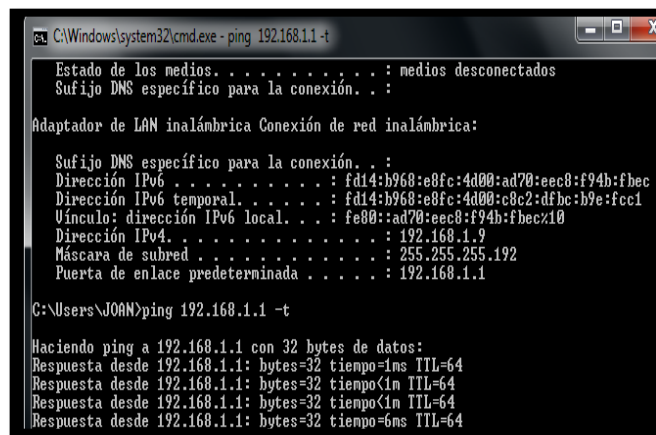 C:\Windows\system32\cmd.exe - ping 192.168.1.1 -t
Estado de los medios. . . . . . . . . . . : medios desconectados
Sufijo DNS específico para la conexión. . :
Adaptador de LAN inalámbrica Conexión de red inalámbrica:
Sufijo DNS específico para la conexión. . :
Dirección IPv6 . . . . . . . . . . : fd14:b968:e8fc:4d00:ad70:eec8:f94b:fbec
Dirección IPv6 temporal. . . . . . : fd14:b968:e8fc:4d00:c8c2:dfbc:b9e:fcc1
Vínculo: dirección IPv6 local. . . : fe80::ad70:eec8:f94b:fbec%10
Dirección IPv4. . . . . . . . . . . . . . : 192.168.1.9
Máscara de subred . . . . . . . . . . . . : 255.255.255.192
Puerta de enlace predeterminada . . . . . : 192.168.1.1
C:\Users\JOAN>ping 192.168.1.1 -t
Haciendo ping a 192.168.1.1 con 32 bytes de datos:
Respuesta desde 192.168.1.1: bytes=32 tiempo=1ms TTL=64
Respuesta desde 192.168.1.1: bytes=32 tiempo<1m TTL=64
Respuesta desde 192.168.1.1: bytes=32 tiempo<1m TTL=64
Respuesta desde 192.168.1.1: bytes=32 tiempo=6ms TTL=64